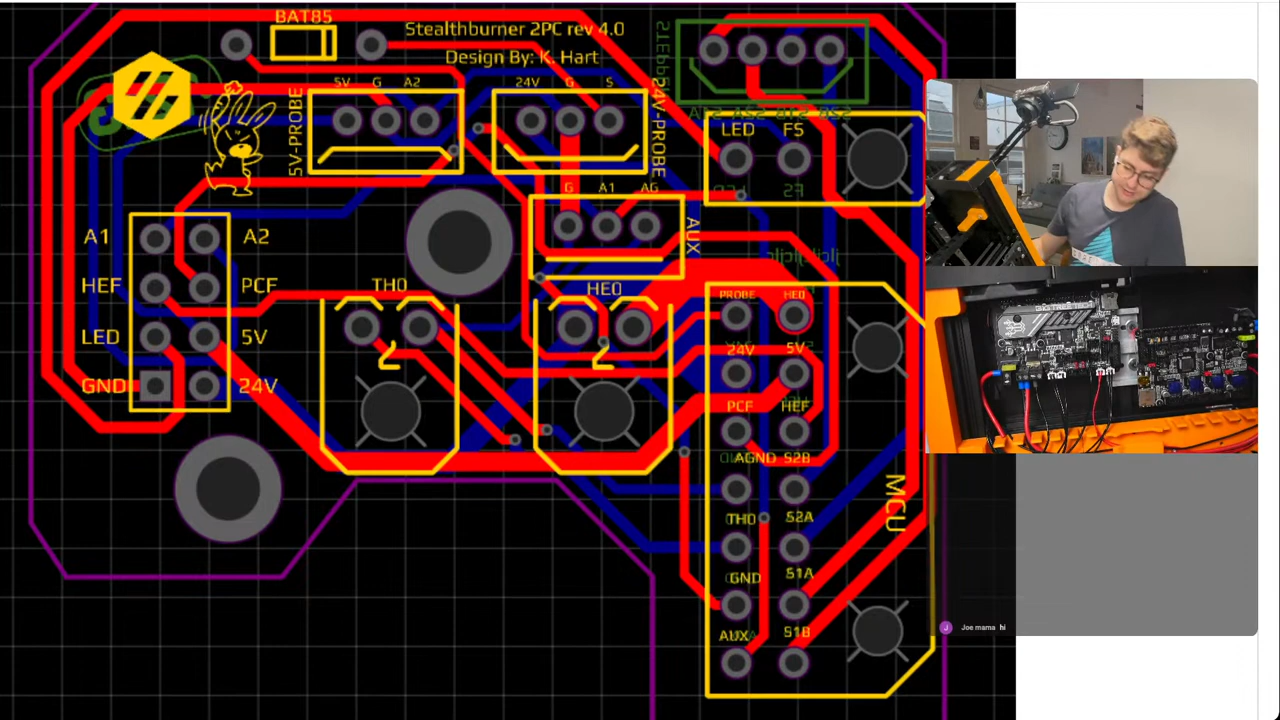 BAT85
Stealthburner 2PC rev 4.0
Design By: K. Hart
5V G A2
24V G S
5V-PROBE
24V-PROBE
LED FS
G A1 AG
AUX
A1 A2
HEF PCF
LED 5V
GND 24V
TH0
HE0
PROBE HE0
24V 5V
PCF HEF
AGND S2B
TH0 S2A
GND S1A
AUX S1B
MCU
J Joe mama hi